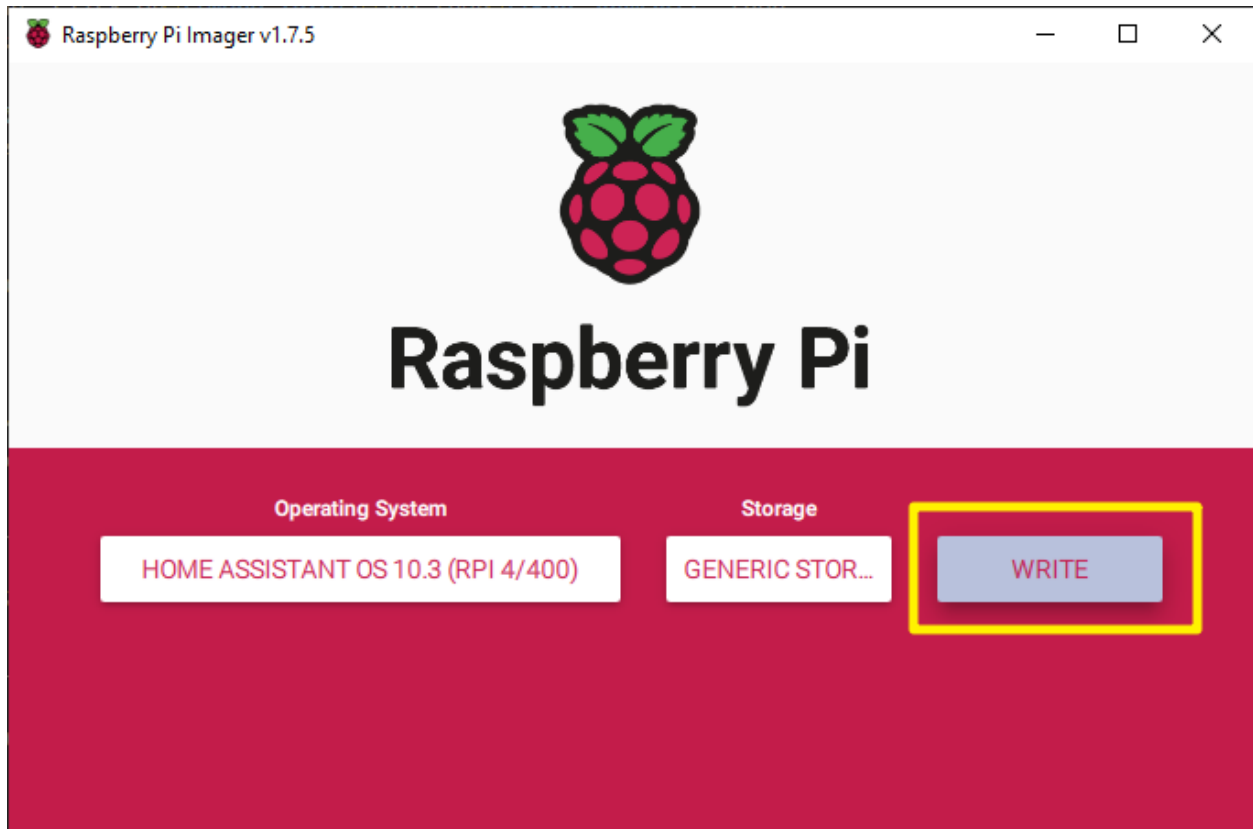 Raspberry Pi Imager v1.7.5
Raspberry Pi
Operating System
Storage
HOME ASSISTANT OS 10.3 (RPI 4/400)
GENERIC STOR...
WRITE